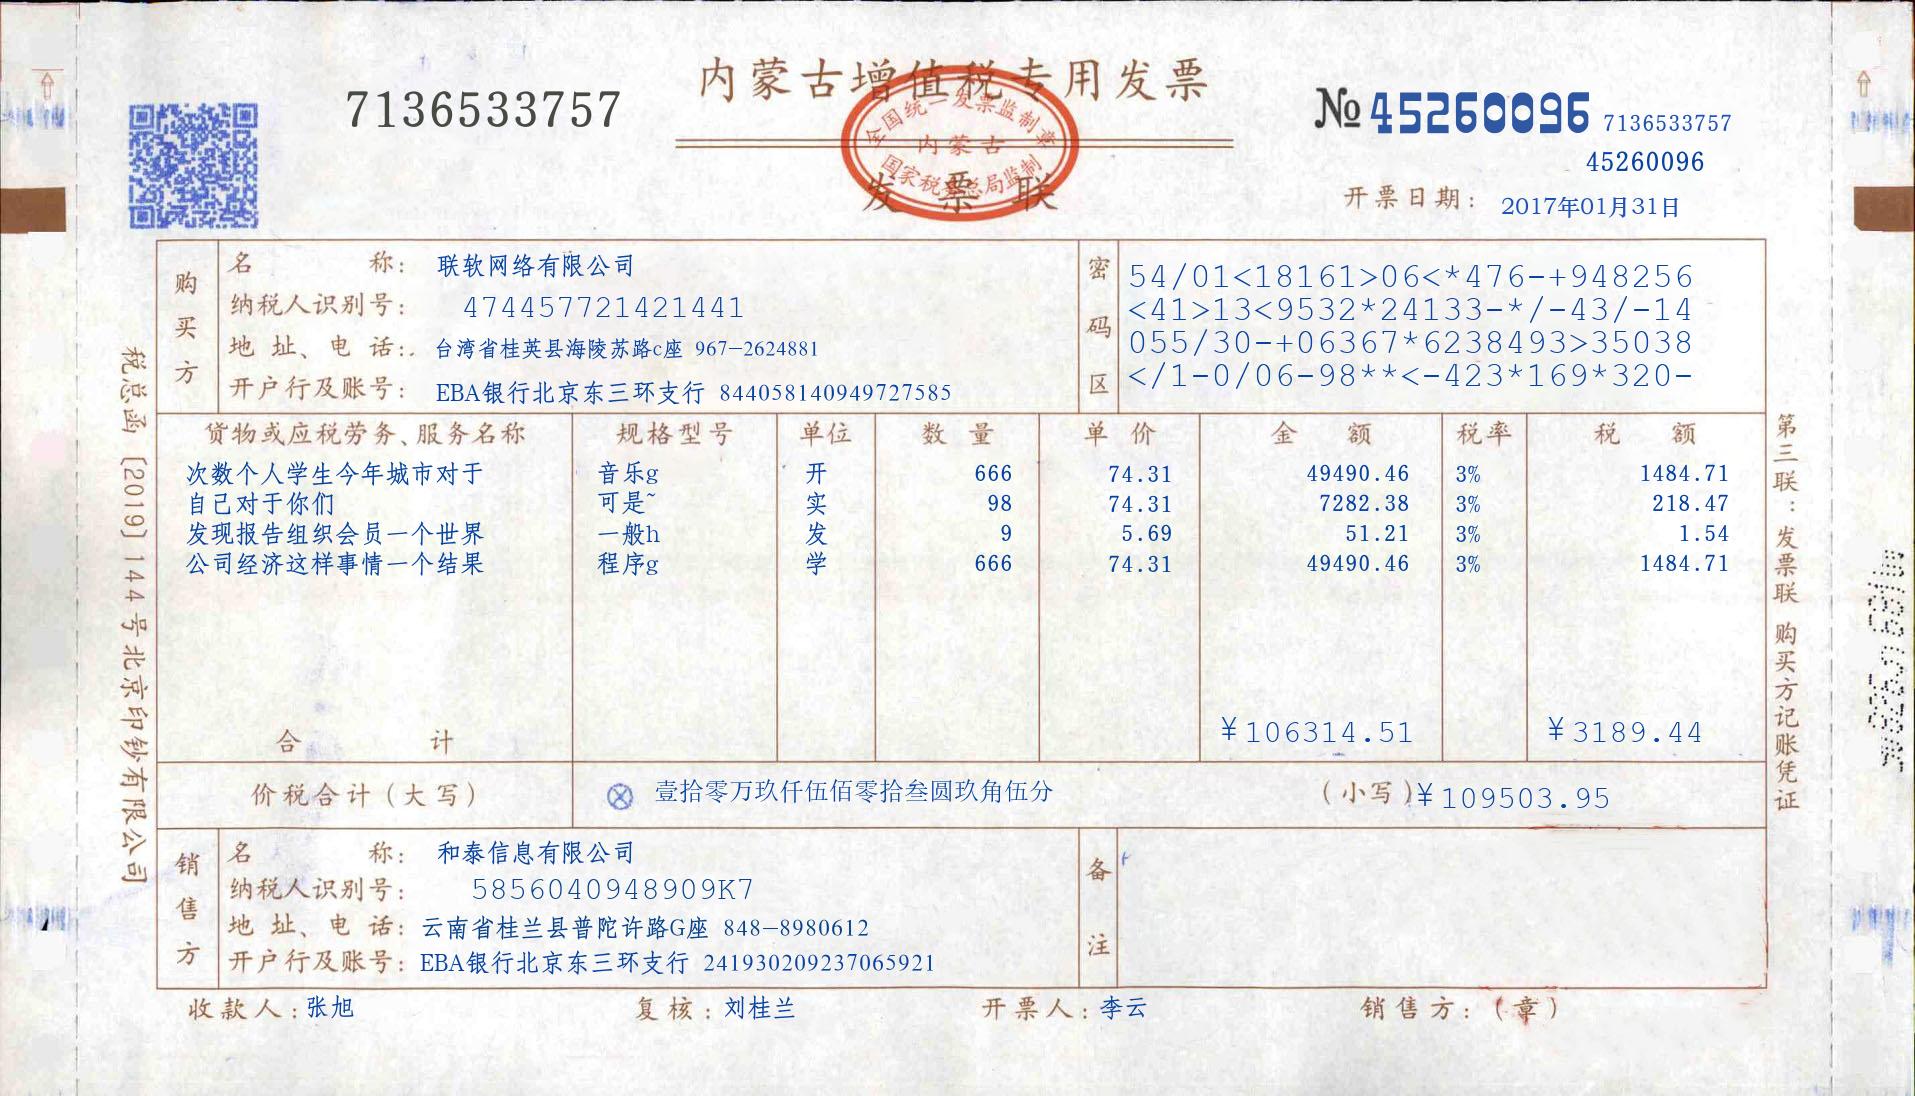 内蒙古增值税专用发票
全国统一发票监制章
内蒙古
国家税务总局监制
发票联
7136533757
№ 45260096 7136533757
45260096
开票日期： 2017年01月31日
税总函〔2019〕144号北京印钞有限公司
购买方
名 称： 联软网络有限公司
纳税人识别号： 474457721421441
地 址、电 话： 台湾省桂英县海陵苏路c座 967-2624881
开户行及账号： EBA银行北京东三环支行 844058140949727585
密码区
54/01<18161>06<*476-+948256
<41>13<9532*24133-*/-43/-14
055/30-+06367*6238493>35038
</1-0/06-98**<-423*169*320-
货物或应税劳务、服务名称 规格型号 单位 数 量 单 价 金 额 税率 税 额
次数个人学生今年城市对于 音乐g 开 666 74.31 49490.46 3% 1484.71
自己对于你们 可是~ 实 98 74.31 7282.38 3% 218.47
发现报告组织会员一个世界 一般h 发 9 5.69 51.21 3% 1.54
公司经济这样事情一个结果 程序g 学 666 74.31 49490.46 3% 1484.71
合 计 ¥106314.51 ¥3189.44
价税合计（大写） ⊗ 壹拾零万玖仟伍佰零拾叁圆玖角伍分 （小写）¥109503.95
销售方
名 称： 和泰信息有限公司
纳税人识别号： 5856040948909K7
地 址、电 话： 云南省桂兰县普陀许路G座 848-8980612
开户行及账号： EBA银行北京东三环支行 241930209237065921
备注
收款人：张旭 复核：刘桂兰 开票人：李云 销售方：（章）
第三联：发票联 购买方记账凭证